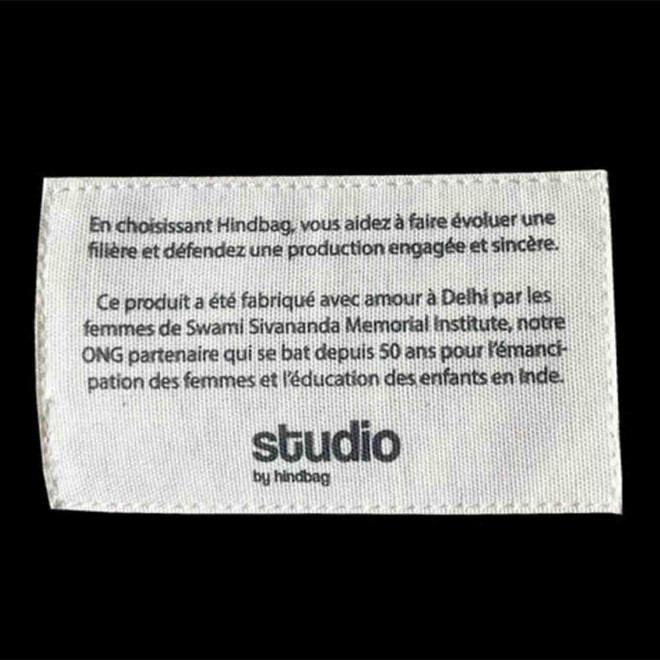 En choisissant Hindbag, vous aidez à faire évoluer une
filière et défendez une production engagée et sincère.
Ce produit a été fabriqué avec amour à Delhi par les
femmes de Swami Sivananda Memorial Institute, notre
ONG partenaire qui se bat depuis 50 ans pour l'émanci-
pation des femmes et l'éducation des enfants en Inde.
studio
by hindbag